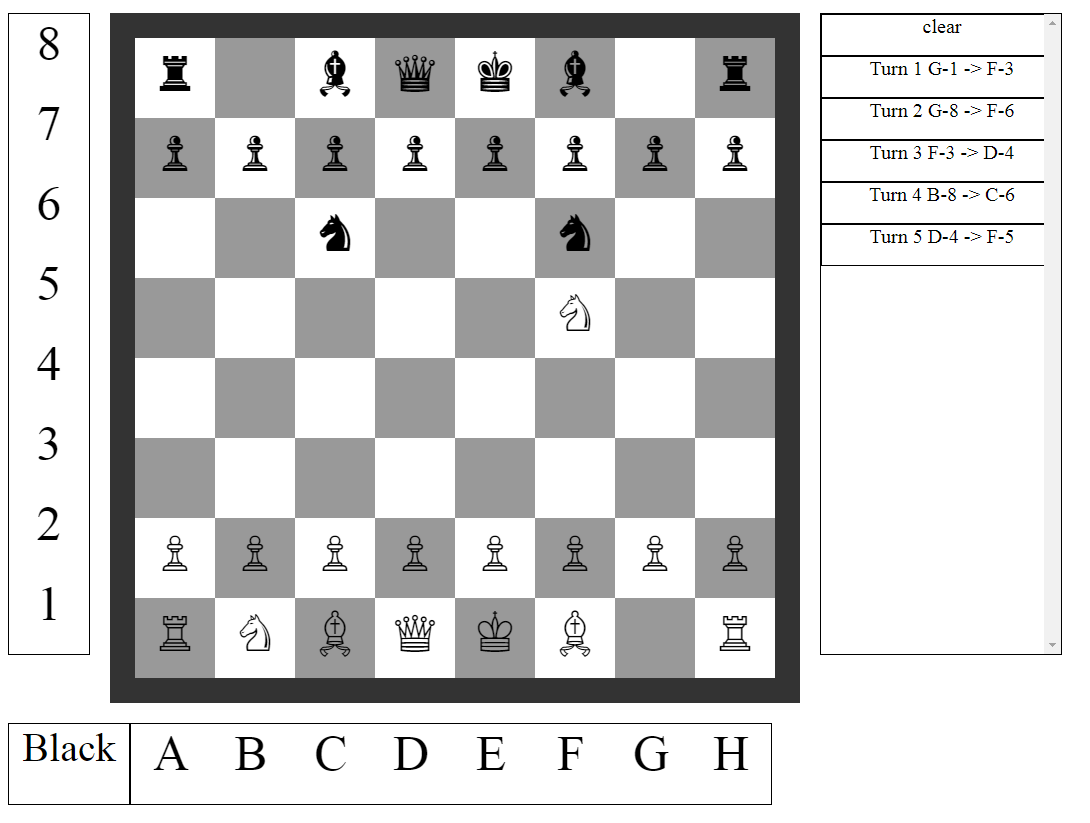 8
7
6
5
4
3
2
1
clear
Turn 1 G-1 -> F-3
Turn 2 G-8 -> F-6
Turn 3 F-3 -> D-4
Turn 4 B-8 -> C-6
Turn 5 D-4 -> F-5
Black A B C D E F G H